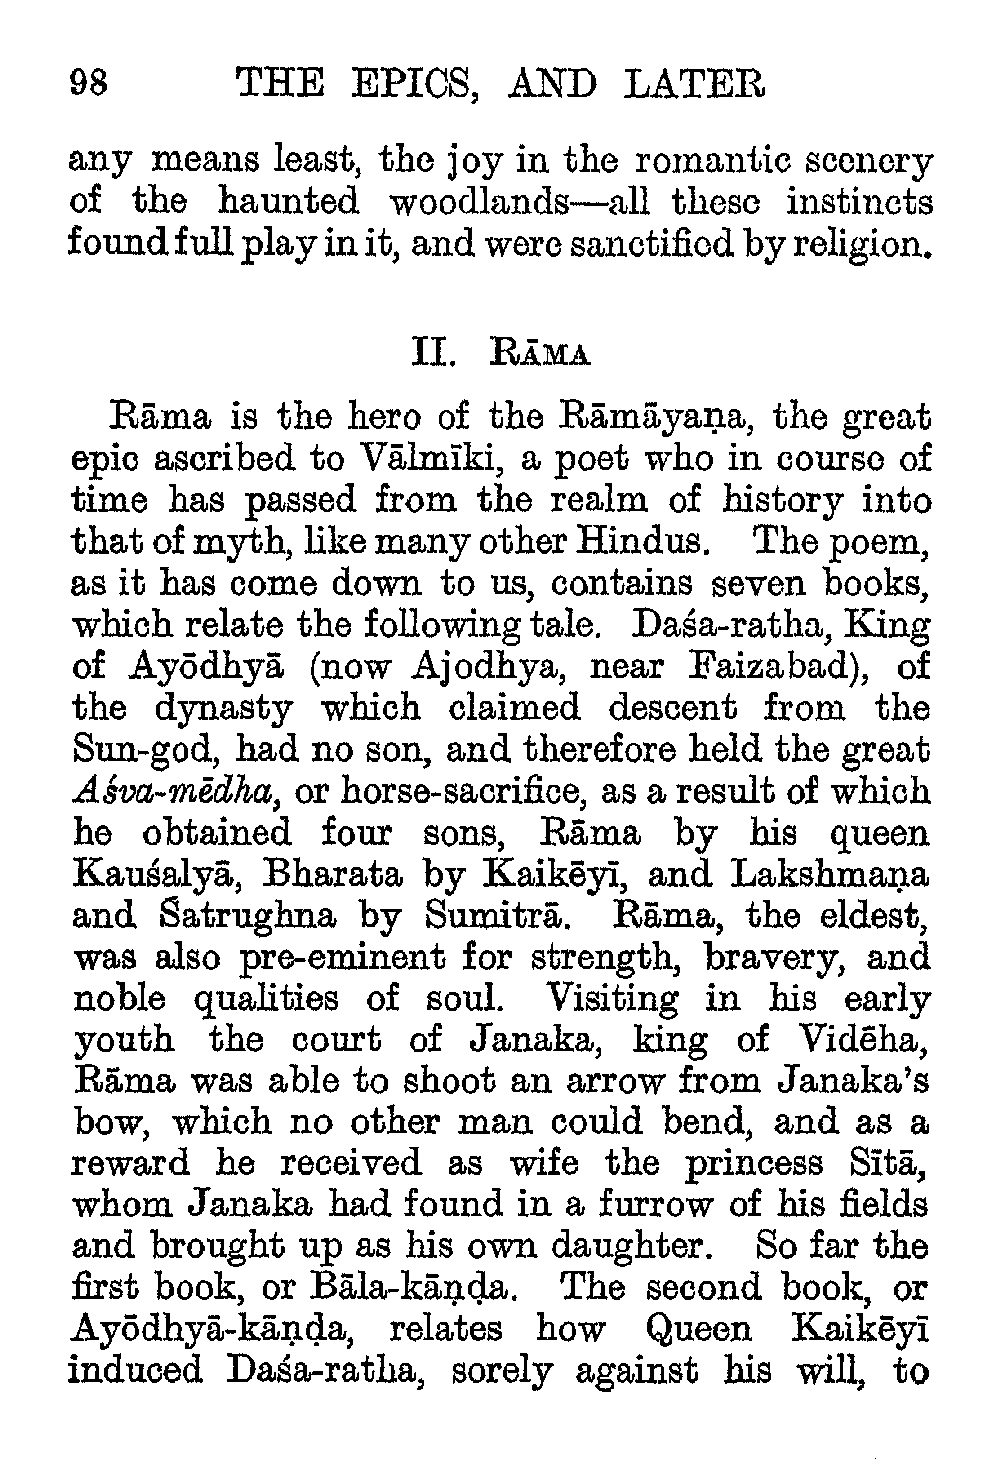 98 THE EPICS, AND LATER
any means least, the joy in the romantic scenery
of the haunted woodlands—all these instincts
found full play in it, and were sanctified by religion.
II. RĀMA
Rāma is the hero of the Rāmāyaṇa, the great
epic ascribed to Vālmīki, a poet who in course of
time has passed from the realm of history into
that of myth, like many other Hindus. The poem,
as it has come down to us, contains seven books,
which relate the following tale. Daśa-ratha, King
of Ayōdhyā (now Ajodhya, near Faizabad), of
the dynasty which claimed descent from the
Sun-god, had no son, and therefore held the great
Aśva-mēdha, or horse-sacrifice, as a result of which
he obtained four sons, Rāma by his queen
Kauśalyā, Bharata by Kaikēyī, and Lakshmaṇa
and Śatrughna by Sumitrā. Rāma, the eldest,
was also pre-eminent for strength, bravery, and
noble qualities of soul. Visiting in his early
youth the court of Janaka, king of Vidēha,
Rāma was able to shoot an arrow from Janaka's
bow, which no other man could bend, and as a
reward he received as wife the princess Sītā,
whom Janaka had found in a furrow of his fields
and brought up as his own daughter. So far the
first book, or Bāla-kāṇḍa. The second book, or
Ayōdhyā-kāṇḍa, relates how Queen Kaikēyī
induced Daśa-ratha, sorely against his will, to